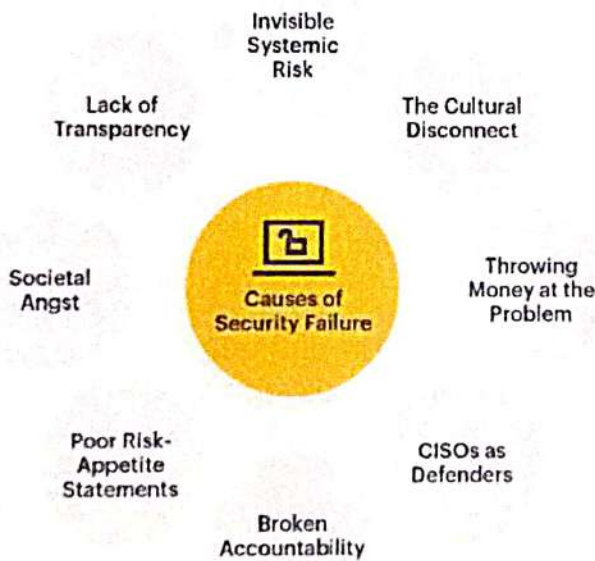 Invisible
Systemic
Risk
The Cultural
Disconnect
Throwing
Money at the
Problem
CISOs as
Defenders
Broken
Accountability
Poor Risk-
Appetite
Statements
Societal
Angst
Lack of
Transparency
Causes of
Security Failure